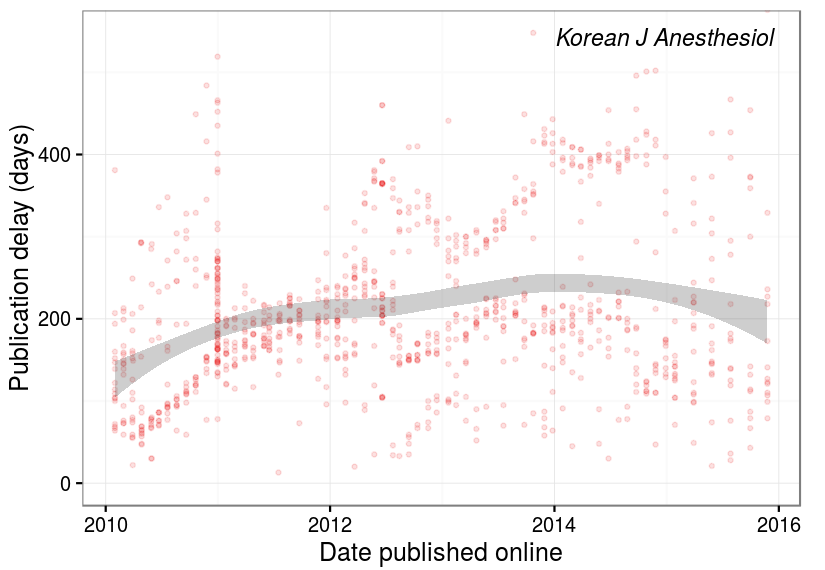 Korean J Anesthesiol
Publication delay (days)
400
200
0
2010 2012 2014 2016
Date published online